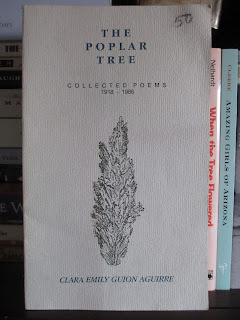 50
THE
POPLAR
TREE
COLLECTED POEMS
1918 - 1986
CLARA EMILY GUION AGUIRRE
Neihardt
When the Tree Flowered
AMAZING GIRLS OF ARIZONA